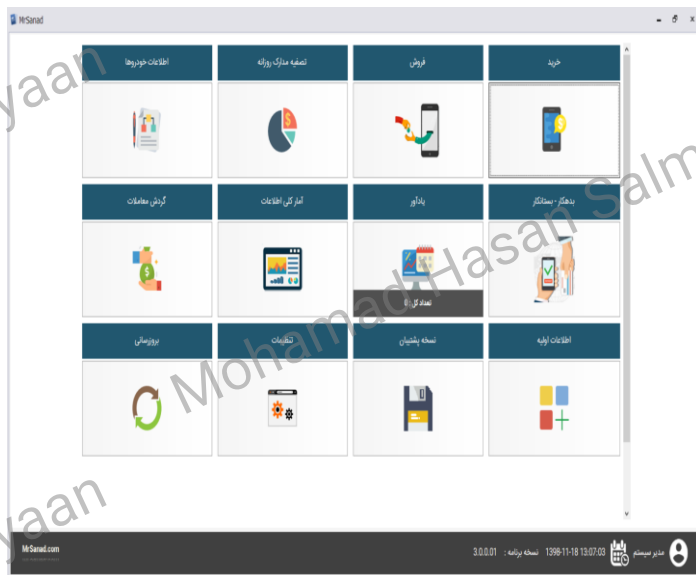 MrSanad
خرید
فروش
تصفیه مدارک روزانه
اطلاعات خودروها
بدهکار - بستانکار
یادآور
آمار کلی اطلاعات
گردش معاملات
تعداد کل : 0
اطلاعات اولیه
نسخه پشتیبان
تنظیمات
بروزرسانی
مدیر سیستم
1398-11-18 13:07:03
نسخه برنامه : 3.0.0.01
MrSanad.com
Mohamad Hasan Salm
yaan
yaan